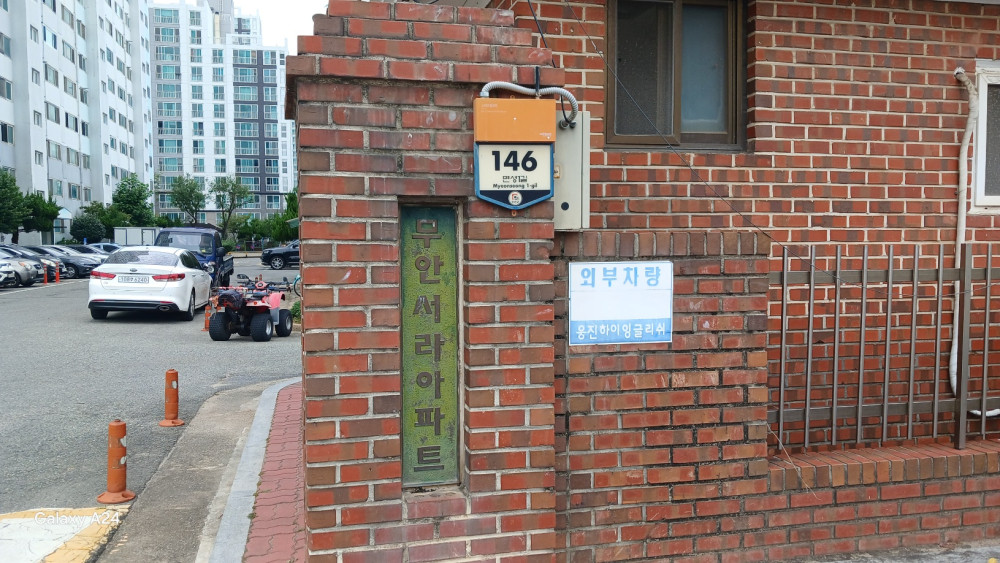 146
면성1길
Myeonseong 1-gil
무안서라아파트
외부차량
웅진하이잉글리쉬
Galaxy A24